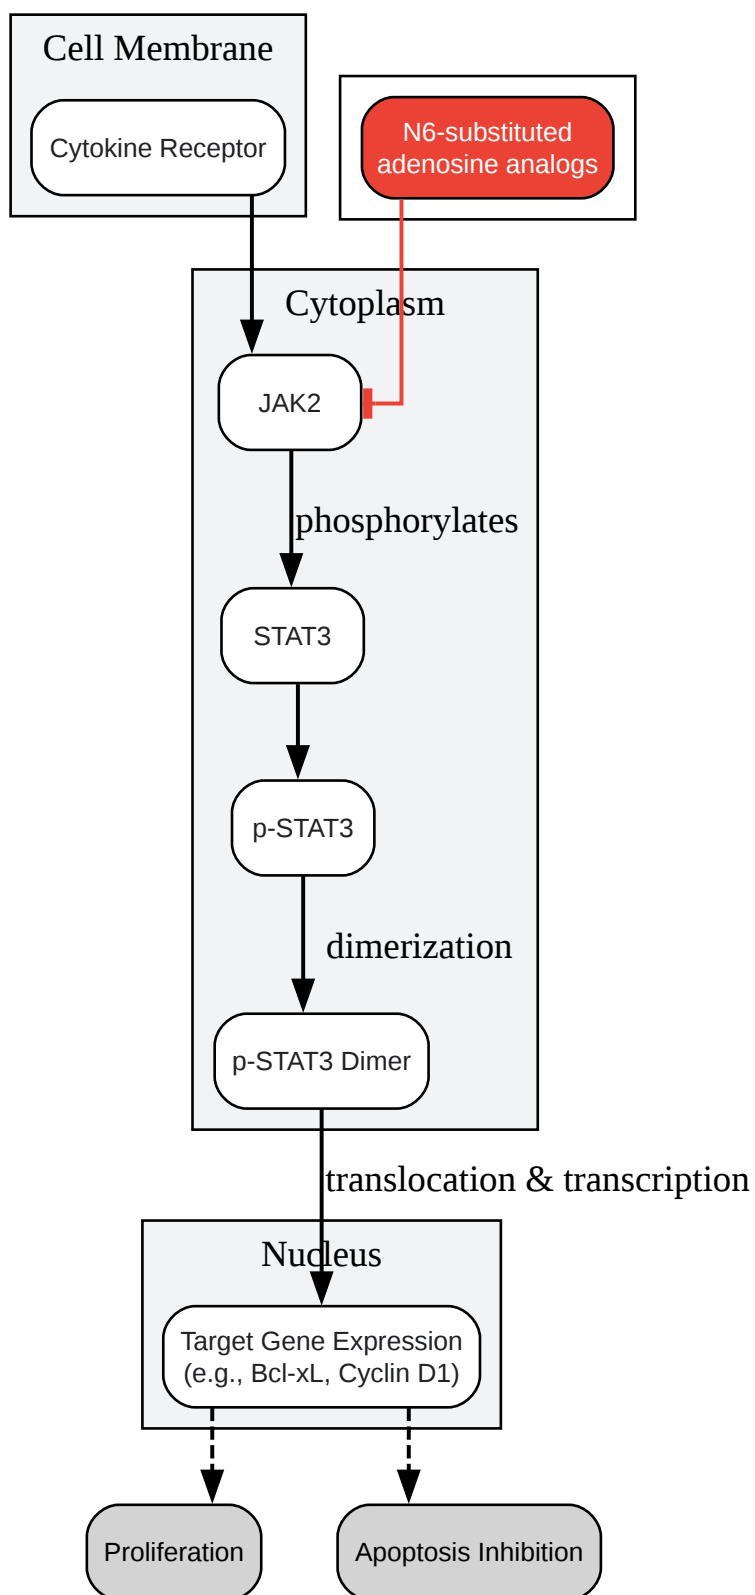 Cell Membrane
Cytokine Receptor
N6-substituted
adenosine analogs
Cytoplasm
JAK2
phosphorylates
STAT3
p-STAT3
dimerization
p-STAT3 Dimer
translocation & transcription
Nucleus
Target Gene Expression
(e.g., Bcl-xL, Cyclin D1)
Proliferation
Apoptosis Inhibition